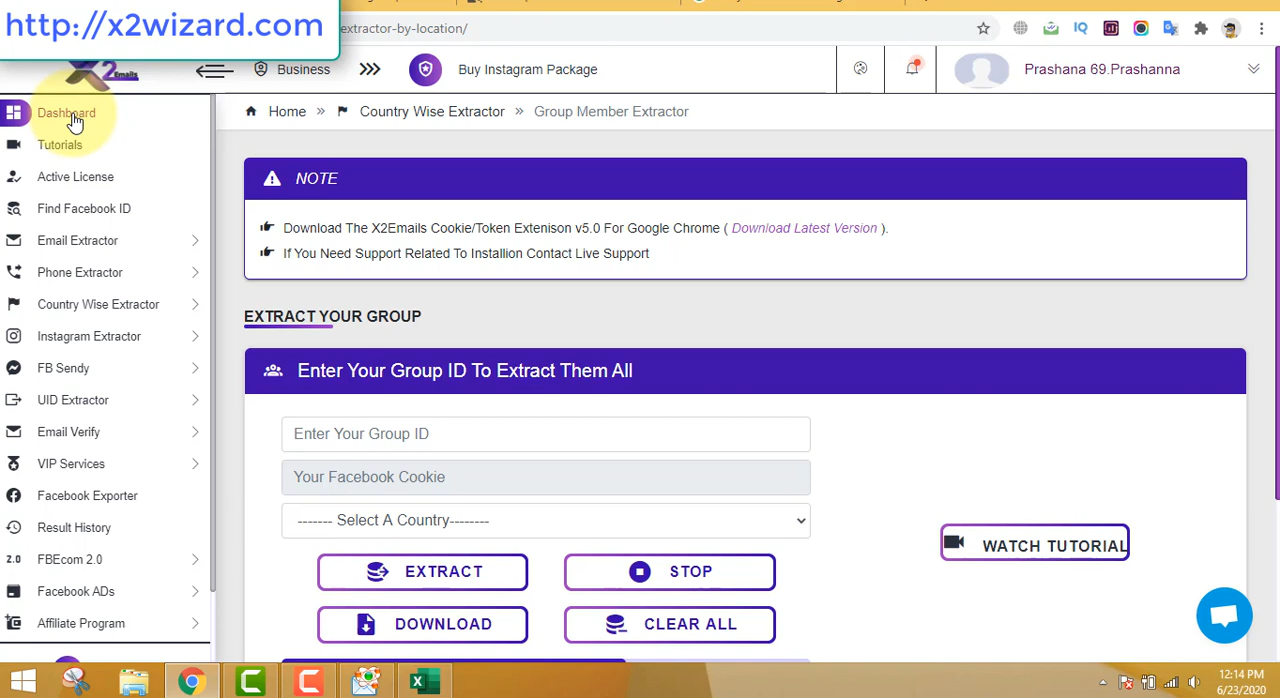 http://x2wizard.com
extractor-by-location/
X2Emails
Business
Buy Instagram Package
Prashana 69.Prashanna
Dashboard
Tutorials
Active License
Find Facebook ID
Email Extractor
Phone Extractor
Country Wise Extractor
Instagram Extractor
FB Sendy
UID Extractor
Email Verify
VIP Services
Facebook Exporter
Result History
2.0 FBEcom 2.0
Facebook ADs
Affiliate Program
Home » Country Wise Extractor » Group Member Extractor
NOTE
Download The X2Emails Cookie/Token Extenison v5.0 For Google Chrome ( Download Latest Version ).
If You Need Support Related To Installion Contact Live Support
EXTRACT YOUR GROUP
Enter Your Group ID To Extract Them All
Enter Your Group ID
Your Facebook Cookie
------- Select A Country--------
EXTRACT
STOP
DOWNLOAD
CLEAR ALL
WATCH TUTORIAL
12:14 PM
6/23/2020